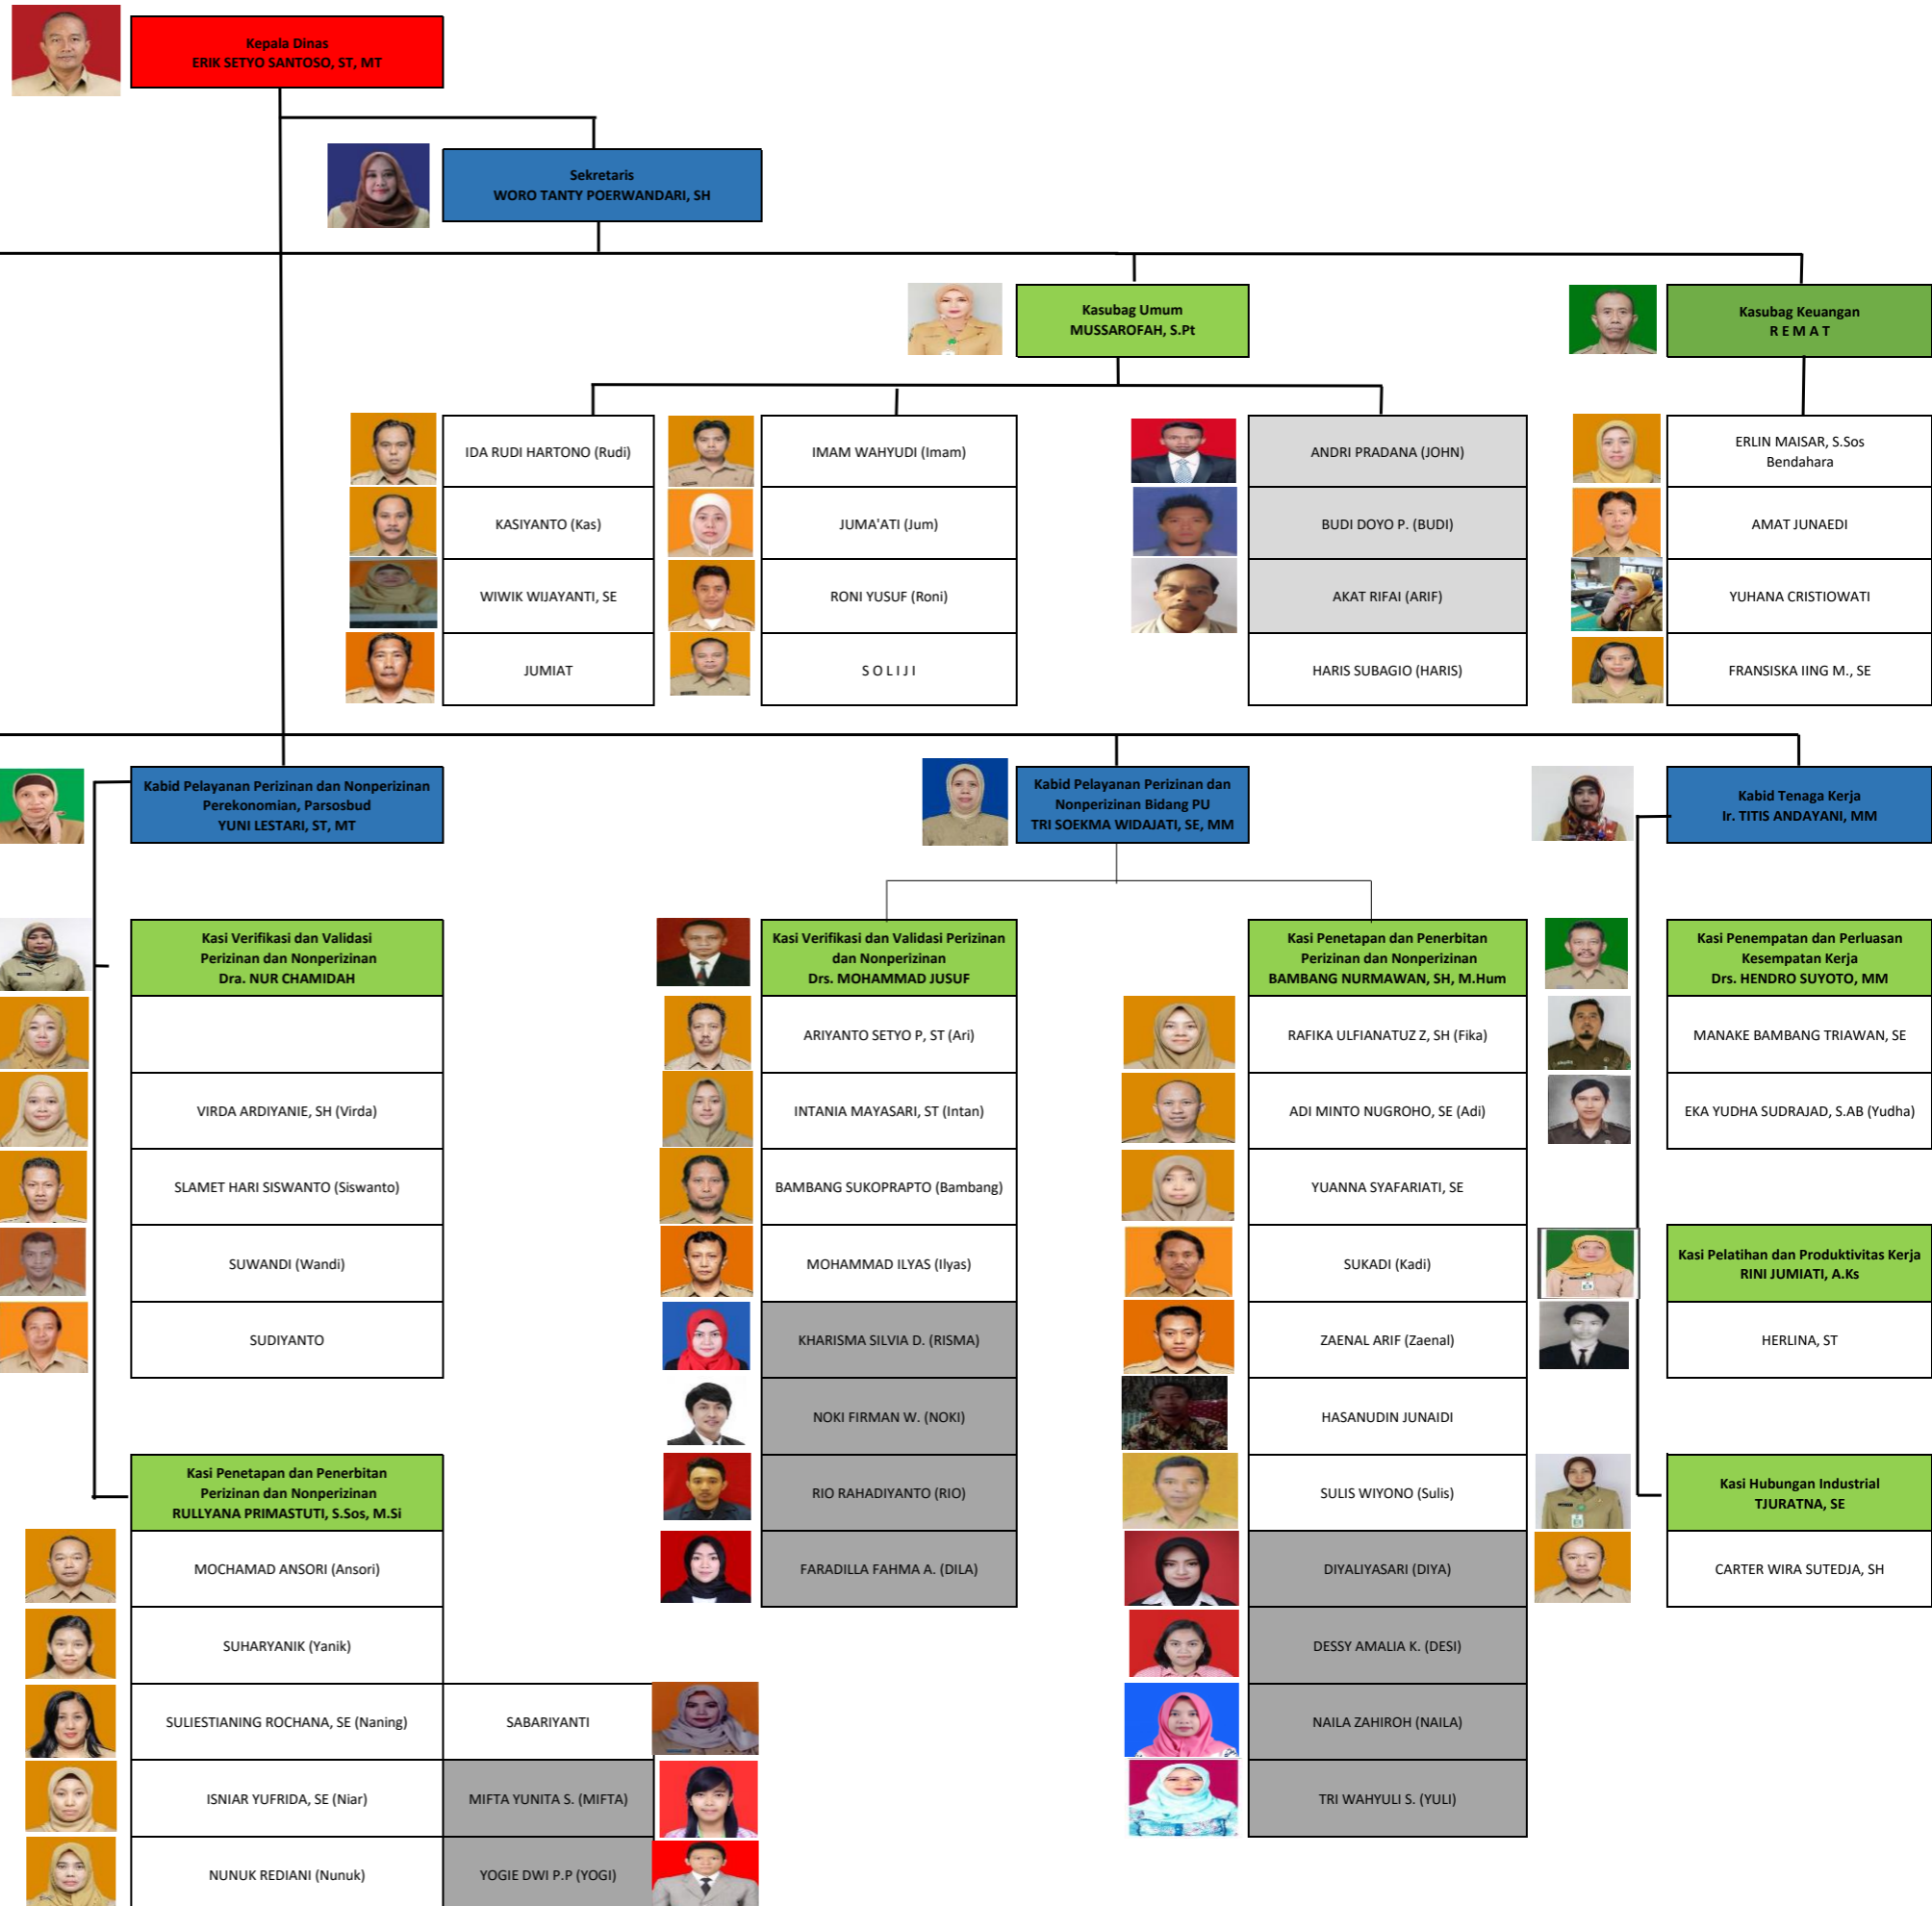 Kepala Dinas
ERIK SETYO SANTOSO, ST, MT
Sekretaris
WORO TANTY POERWANDARI, SH
Kasubag Umum
MUSSAROFAH, S.Pt
Kasubag Keuangan
R E M A T
IDA RUDI HARTONO (Rudi)
KASIYANTO (Kas)
WIWIK WIJAYANTI, SE
JUMIAT
IMAM WAHYUDI (Imam)
JUMA'ATI (Jum)
RONI YUSUF (Roni)
S O L I J I
ANDRI PRADANA (JOHN)
BUDI DOYO P. (BUDI)
AKAT RIFAI (ARIF)
HARIS SUBAGIO (HARIS)
ERLIN MAISAR, S.Sos
Bendahara
AMAT JUNAEDI
YUHANA CRISTIOWATI
FRANSISKA IING M., SE
Kabid Pelayanan Perizinan dan Nonperizinan
Perekonomian, Parsosbud
YUNI LESTARI, ST, MT
Kabid Pelayanan Perizinan dan
Nonperizinan Bidang PU
TRI SOEKMA WIDAJATI, SE, MM
Kabid Tenaga Kerja
Ir. TITIS ANDAYANI, MM
Kasi Verifikasi dan Validasi
Perizinan dan Nonperizinan
Dra. NUR CHAMIDAH
VIRDA ARDIYANIE, SH (Virda)
SLAMET HARI SISWANTO (Siswanto)
SUWANDI (Wandi)
SUDIYANTO
Kasi Penetapan dan Penerbitan
Perizinan dan Nonperizinan
RULLYANA PRIMASTUTI, S.Sos, M.Si
MOCHAMAD ANSORI (Ansori)
SUHARYANIK (Yanik)
SULIESTIANING ROCHANA, SE (Naning)
ISNIAR YUFRIDA, SE (Niar)
NUNUK REDIANI (Nunuk)
SABARIYANTI
MIFTA YUNITA S. (MIFTA)
YOGIE DWI P.P (YOGI)
Kasi Verifikasi dan Validasi Perizinan
dan Nonperizinan
Drs. MOHAMMAD JUSUF
ARIYANTO SETYO P, ST (Ari)
INTANIA MAYASARI, ST (Intan)
BAMBANG SUKOPRAPTO (Bambang)
MOHAMMAD ILYAS (Ilyas)
KHARISMA SILVIA D. (RISMA)
NOKI FIRMAN W. (NOKI)
RIO RAHADIYANTO (RIO)
FARADILLA FAHMA A. (DILA)
Kasi Penetapan dan Penerbitan
Perizinan dan Nonperizinan
BAMBANG NURMAWAN, SH, M.Hum
RAFIKA ULFIANATUZ Z, SH (Fika)
ADI MINTO NUGROHO, SE (Adi)
YUANNA SYAFARIATI, SE
SUKADI (Kadi)
ZAENAL ARIF (Zaenal)
HASANUDIN JUNAIDI
SULIS WIYONO (Sulis)
DIYALIYASARI (DIYA)
DESSY AMALIA K. (DESI)
NAILA ZAHIROH (NAILA)
TRI WAHYULI S. (YULI)
Kasi Penempatan dan Perluasan
Kesempatan Kerja
Drs. HENDRO SUYOTO, MM
MANAKE BAMBANG TRIAWAN, SE
EKA YUDHA SUDRAJAD, S.AB (Yudha)
Kasi Pelatihan dan Produktivitas Kerja
RINI JUMIATI, A.Ks
HERLINA, ST
Kasi Hubungan Industrial
TJURATNA, SE
CARTER WIRA SUTEDJA, SH